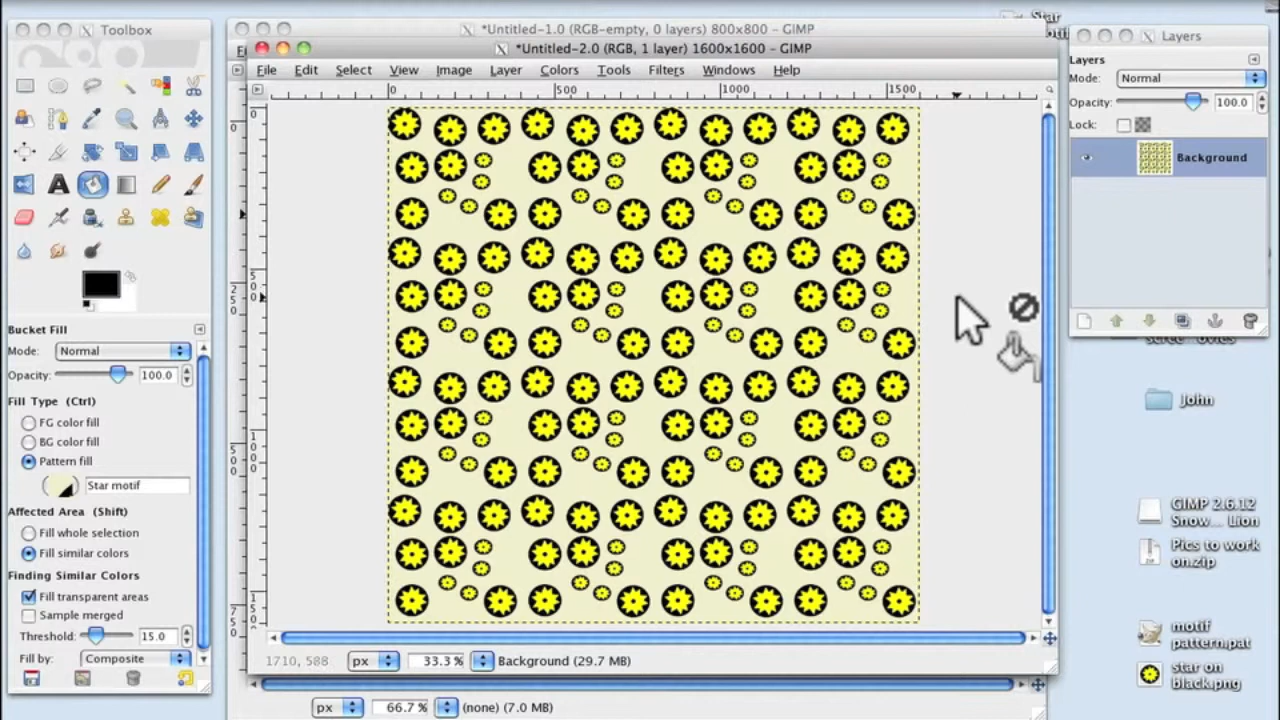 Toolbox
*Untitled-1.0 (RGB-empty, 0 layers) 800x800 – GIMP
*Untitled-2.0 (RGB, 1 layer) 1600x1600 – GIMP
File Edit Select View Image Layer Colors Tools Filters Windows Help
0 500 1000 1500
Star
Layers
Layers
Mode: Normal
Opacity: 100.0
Lock:
Background
Bucket Fill
Mode: Normal
Opacity: 100.0
Fill Type (Ctrl)
FG color fill
BG color fill
Pattern fill
Star motif
Affected Area (Shift)
Fill whole selection
Fill similar colors
Finding Similar Colors
Fill transparent areas
Sample merged
Threshold: 15.0
Fill by: Composite
1710, 588 px 33.3 % Background (29.7 MB)
px 66.7 % (none) (7.0 MB)
John
GIMP 2.6.12
Snow... Lion
Pics to work
on.zip
motif
pattern.pat
star on
black.png